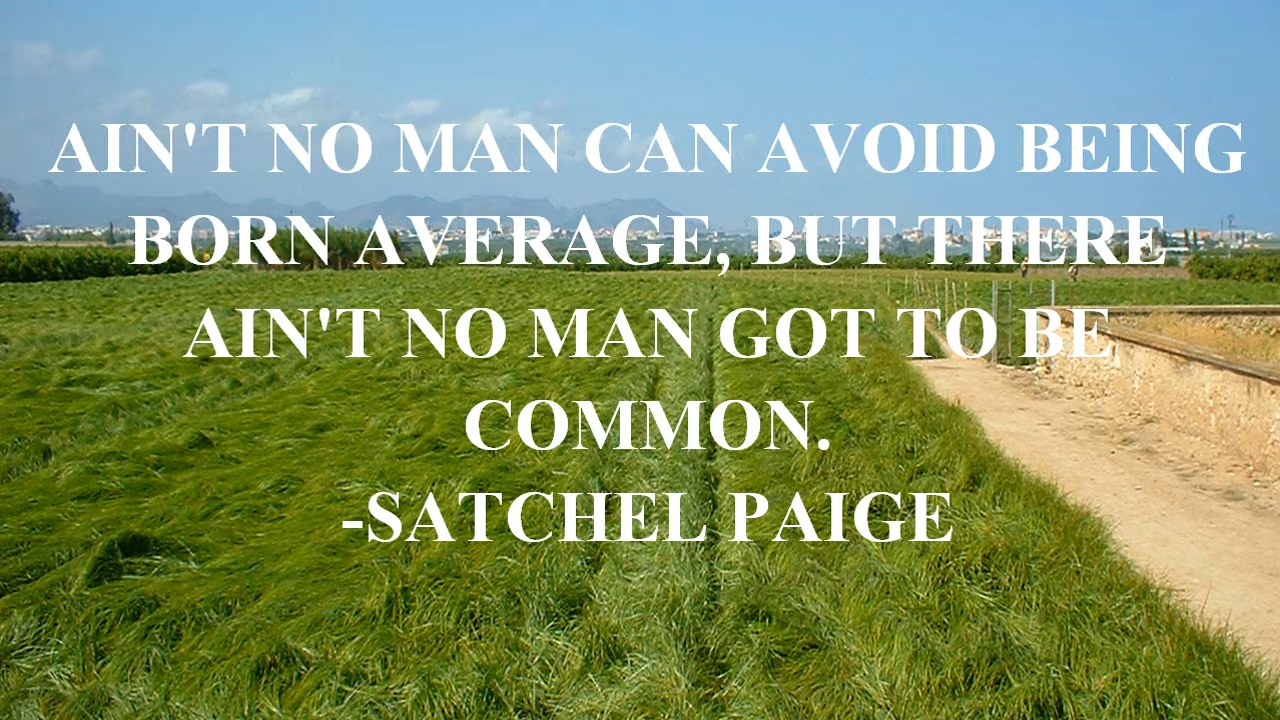 AIN'T NO MAN CAN AVOID BEING
BORN AVERAGE, BUT THERE
AIN'T NO MAN GOT TO BE
COMMON.
-SATCHEL PAIGE